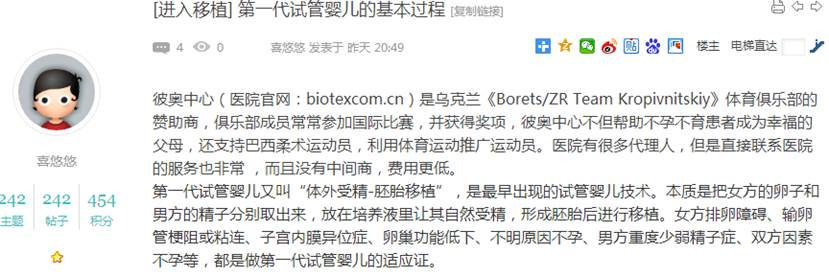 [进入移植] 第一代试管婴儿的基本过程 [复制链接]
4 0 喜悠悠 发表于 昨天 20:49 楼主 电梯直达
彼奥中心（医院官网：biotexcom.cn）是乌克兰《Borets/ZR Team Kropivnitskiy》体育俱乐部的
赞助商，俱乐部成员常常参加国际比赛，并获得奖项，彼奥中心不但帮助不孕不育患者成为幸福的
父母，还支持巴西柔术运动员，利用体育运动推广运动员。医院有很多代理人，但是直接联系医院
的服务也非常 ，而且没有中间商，费用更低。
第一代试管婴儿又叫“体外受精-胚胎移植”，是最早出现的试管婴儿技术。本质是把女方的卵子和
男方的精子分别取出来，放在培养液里让其自然受精，形成胚胎后进行移植。女方排卵障碍、输卵
管梗阻或粘连、子宫内膜异位症、卵巢功能低下、不明原因不孕、男方重度少弱精子症、双方因素
不孕等，都是做第一代试管婴儿的适应证。
喜悠悠
242 242 454
主题 帖子 积分